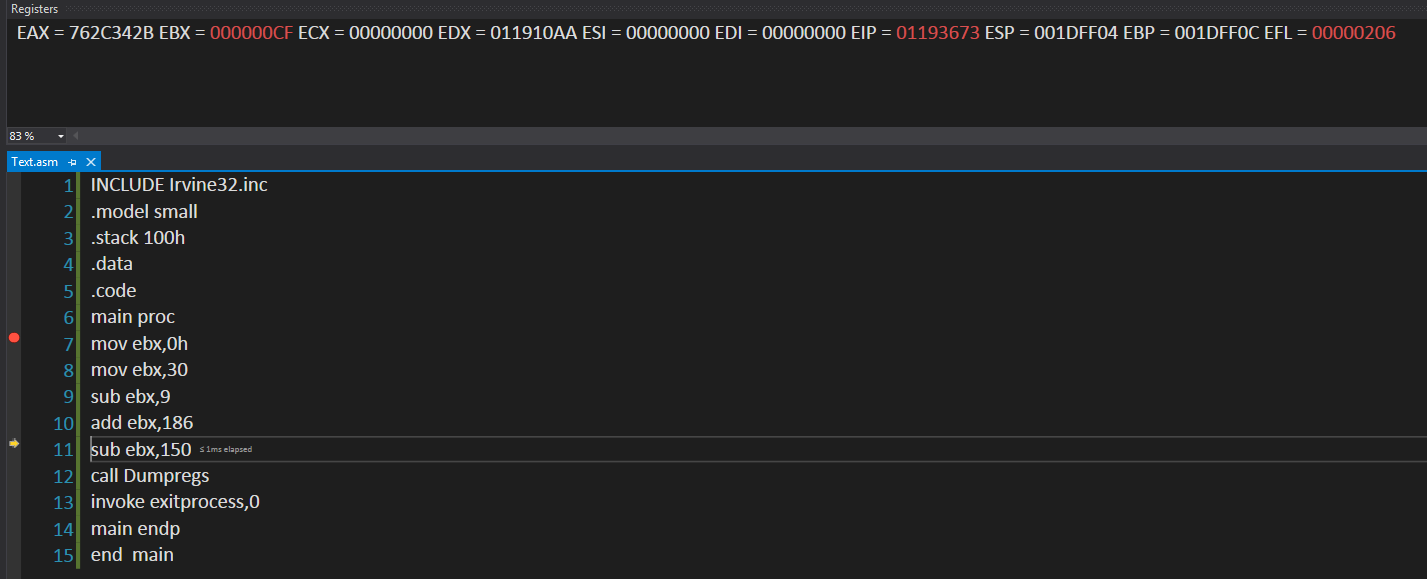 Registers
EAX = 762C342B EBX = 000000CF ECX = 00000000 EDX = 011910AA ESI = 00000000 EDI = 00000000 EIP = 01193673 ESP = 001DFF04 EBP = 001DFF0C EFL = 00000206
83 %
Text.asm
1 INCLUDE Irvine32.inc
2 .model small
3 .stack 100h
4 .data
5 .code
6 main proc
7 mov ebx,0h
8 mov ebx,30
9 sub ebx,9
10 add ebx,186
11 sub ebx,150 ≤ 1ms elapsed
12 call Dumpregs
13 invoke exitprocess,0
14 main endp
15 end  main